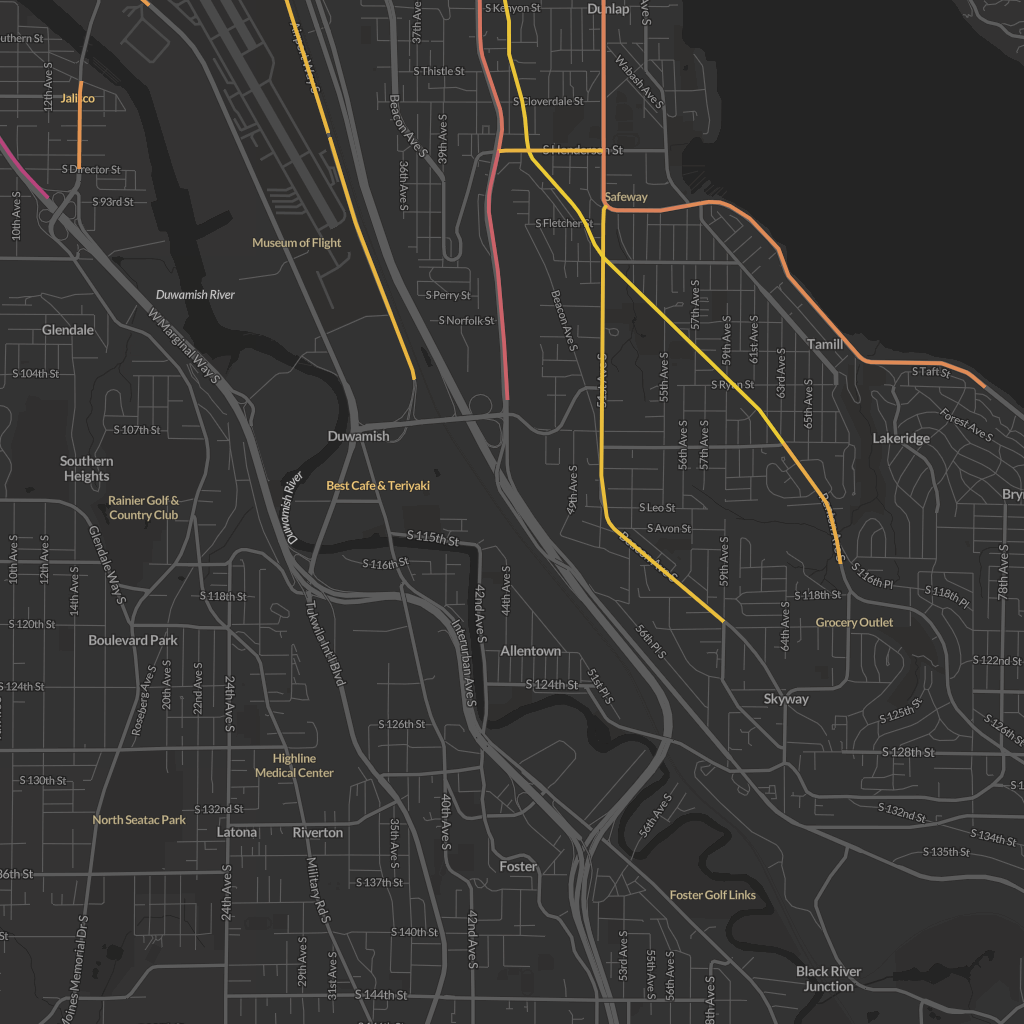 S Kenyon St
Dunlap
Airport Way S
37th Ave S
S Thistle St
Wabash Ave S
12th Ave S
Jalisco
S Cloverdale St
Beacon Ave S
39th Ave S
S Henderson St
S Director St
36th Ave S
S 93rd St
Safeway
10th Ave S
S Fletcher St
Museum of Flight
Duwamish River
S Perry St
57th Ave S
Beacon Ave S
S Norfolk St
Glendale
W Marginal Way S
59th Ave S
61st Ave S
Tamill
S 104th St
51st Ave S
55th Ave S
S Ryan St
63rd Ave S
65th Ave S
S Taft St
S 107th St
Duwamish
56th Ave S
57th Ave S
Forest Ave S
Lakeridge
Southern
Heights
Best Cafe & Teriyaki
49th Ave S
Rainier Golf &
Country Club
Duwamish River
S Leo St
S Avon St
10th Ave S
12th Ave S
Glendale Way S
S 115th St
S 116th St
59th Ave S
S 116th Pl
78th Ave S
14th Ave S
S 118th St
42nd Ave S
44th Ave S
S 118th St
S 118th Pl
S 120th St
Grocery Outlet
64th Ave S
Boulevard Park
Tukwila Int'l Blvd
Interurban Ave S
Allentown
56th Pl S
S 122nd St
S 124th St
Roseberg Ave S
20th Ave S
22nd Ave S
24th Ave S
S 124th St
51st Pl S
Skyway
S 125th St
S 126th St
S 126th St
S 128th St
Highline
Medical Center
S 130th St
S 132nd St
North Seatac Park
Latona
Riverton
35th Ave S
40th Ave S
56th Ave S
S 132nd St
S 134th St
S 135th St
Foster
Military Rd S
S 137th St
24th Ave S
Foster Golf Links
S 140th St
42nd Ave S
29th Ave S
31st Ave S
53rd Ave S
55th Ave S
56th Ave S
Black River
Junction
S 144th St